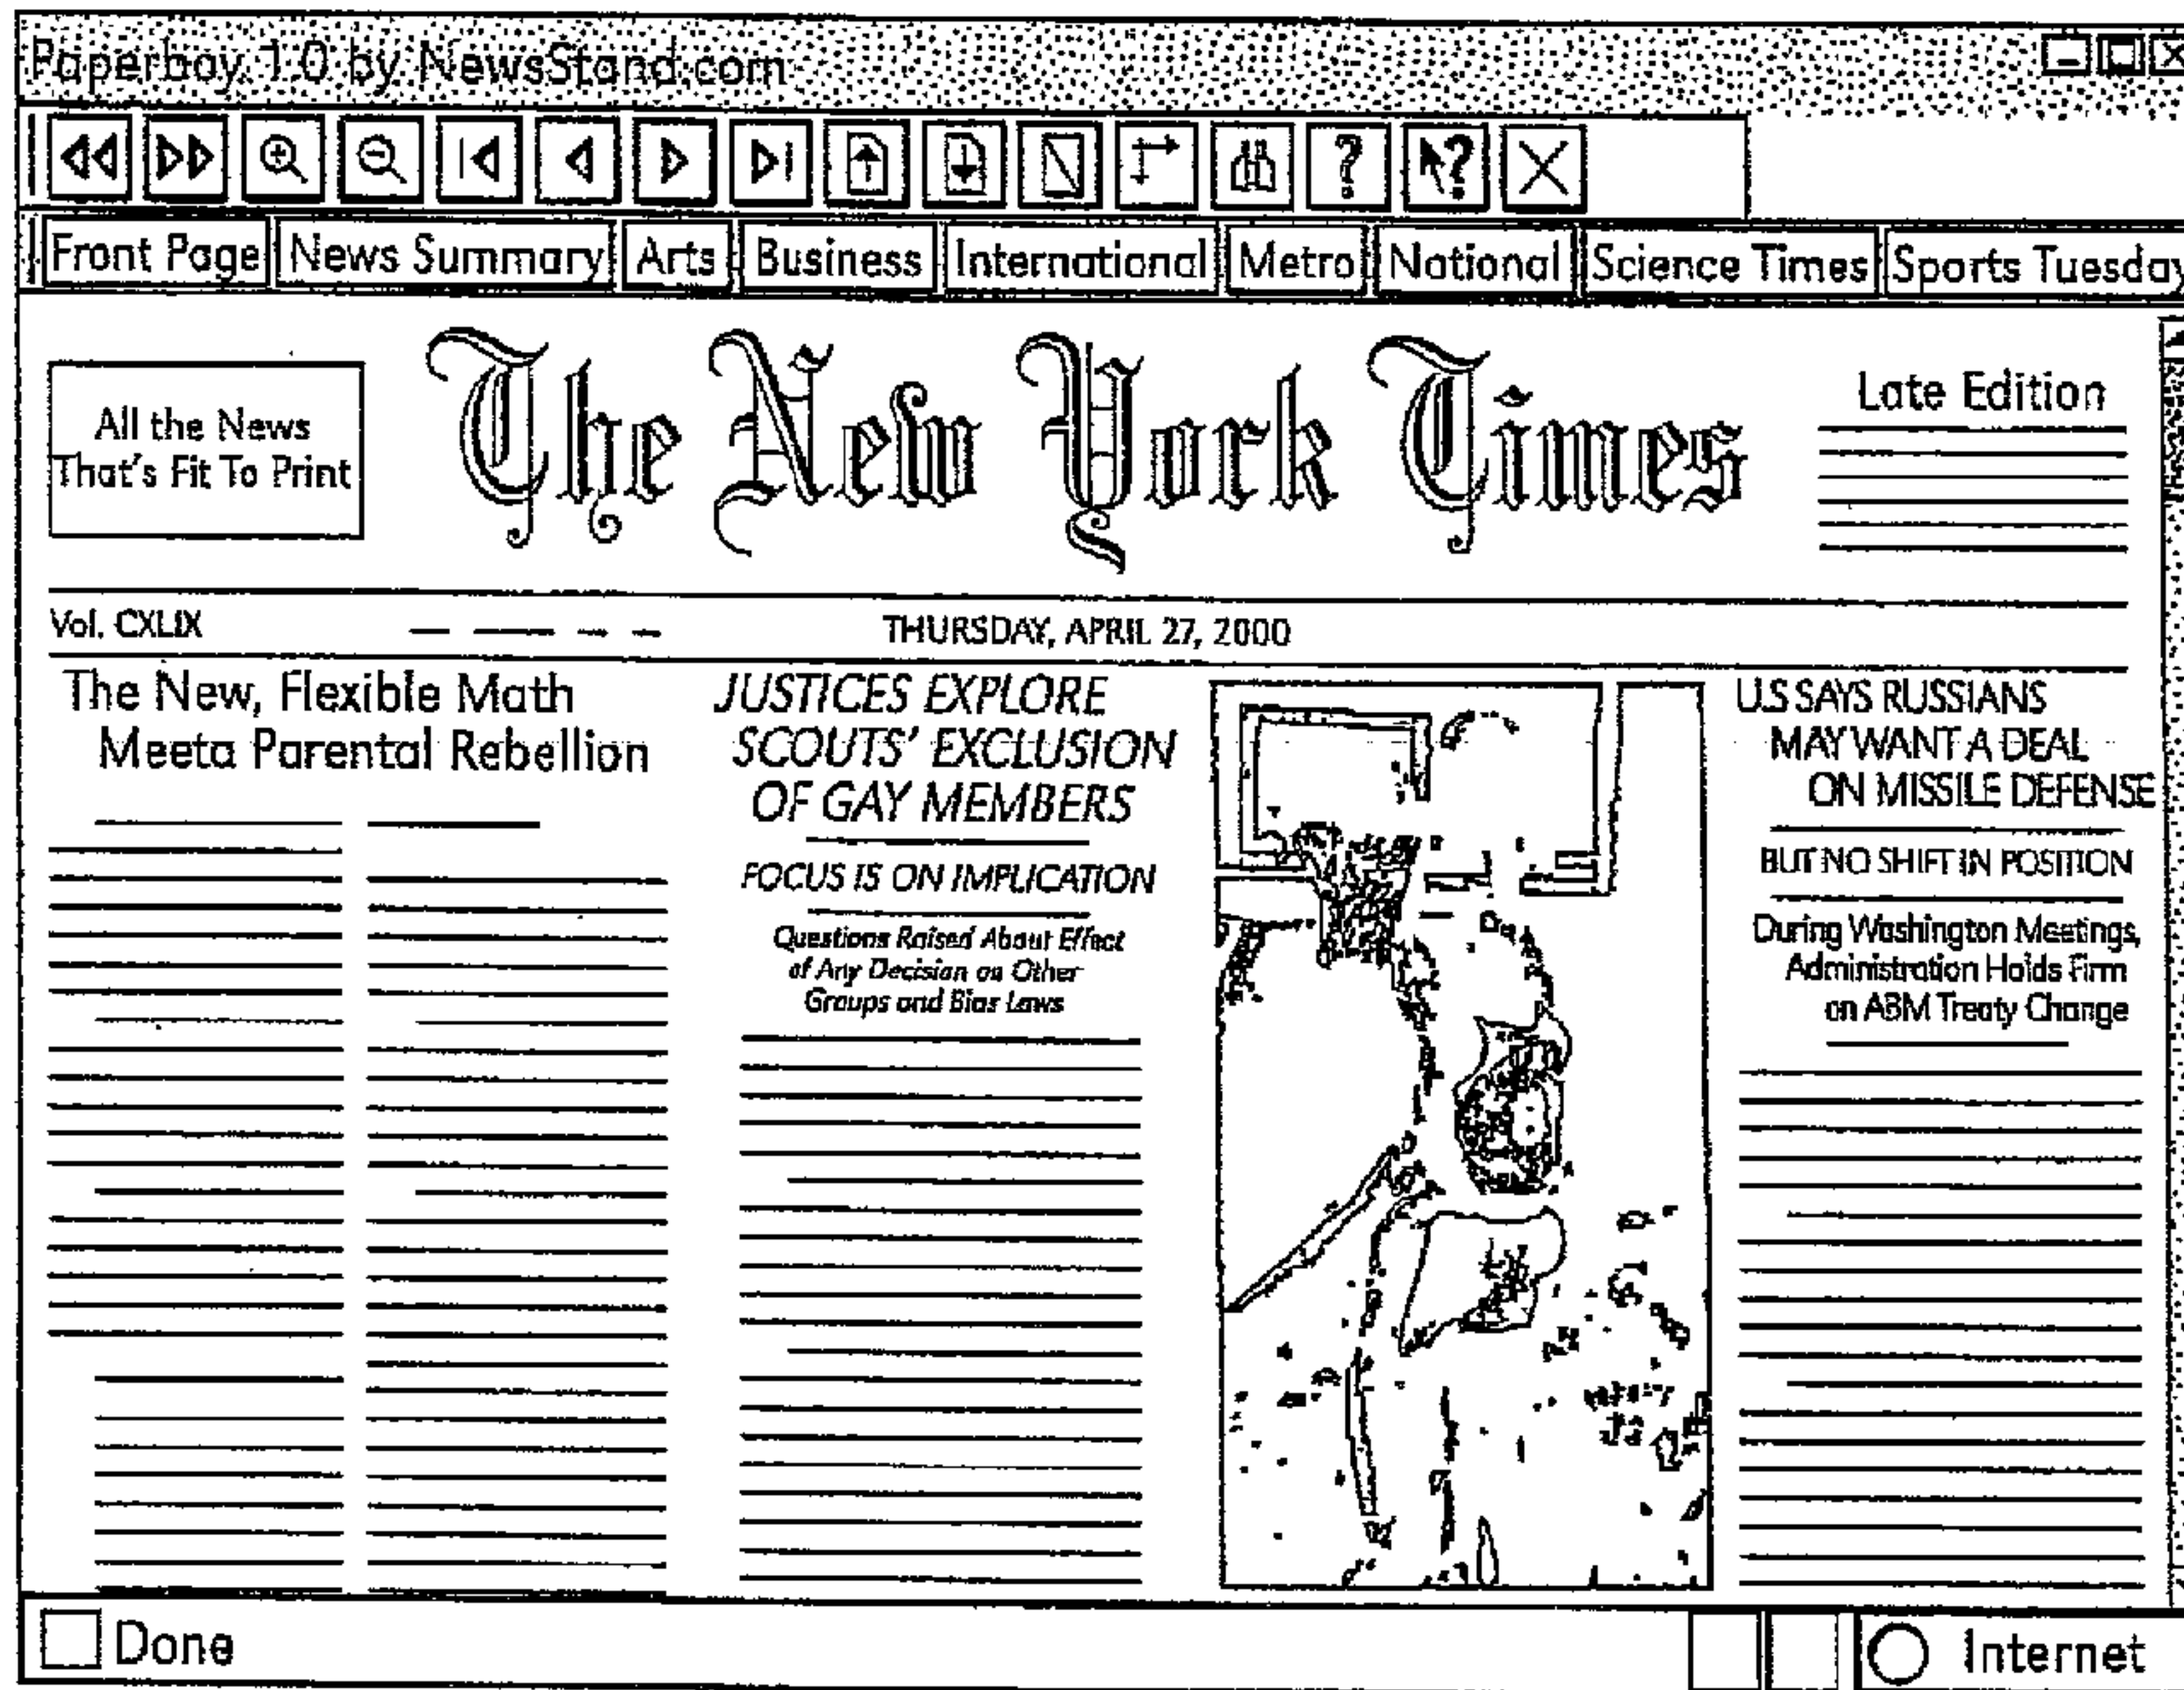 Paperboy 1.0 by NewsStand.com
Front Page News Summary Arts Business International Metro National Science Times Sports Tuesday
All the News
That's Fit To Print
The New York Times
Late Edition
Vol. CXLIX
THURSDAY, APRIL 27, 2000
The New, Flexible Math
Meeta Parental Rebellion
JUSTICES EXPLORE
SCOUTS' EXCLUSION
OF GAY MEMBERS
FOCUS IS ON IMPLICATION
Questions Raised About Effect
of Any Decision on Other
Groups and Bias Laws
U.S SAYS RUSSIANS
MAY WANT A DEAL
ON MISSILE DEFENSE
BUT NO SHIFT IN POSITION
During Washington Meetings,
Administration Holds Firm
on ABM Treaty Change
Done
Internet